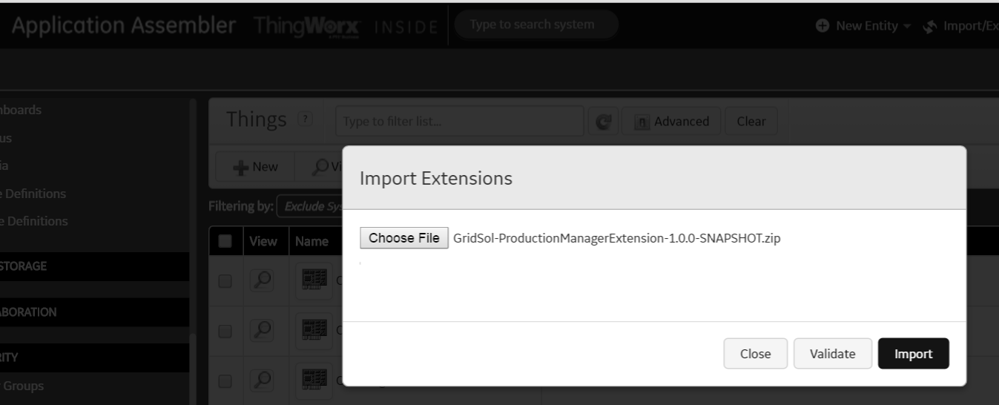 Application Assembler ThingWorx INSIDE Type to search system New Entity Import/Ex
nboards
us
ia
e Definitions
e Definitions
STORAGE
ABORATION
RITY
Groups
Things ? Type to filter list... Advanced Clear
New Vi
Filtering by: Exclude Sys
View Name
Import Extensions
Choose File GridSol-ProductionManagerExtension-1.0.0-SNAPSHOT.zip
Close Validate Import